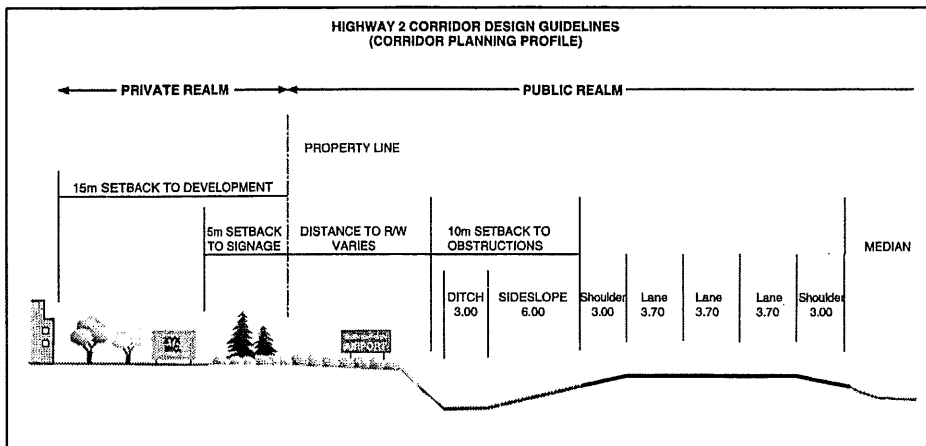 HIGHWAY 2 CORRIDOR DESIGN GUIDELINES
(CORRIDOR PLANNING PROFILE)
PRIVATE REALM
PUBLIC REALM
PROPERTY LINE
15m SETBACK TO DEVELOPMENT
5m SETBACK
TO SIGNAGE
DISTANCE TO R/W
VARIES
10m SETBACK TO
OBSTRUCTIONS
MEDIAN
DITCH
3.00
SIDESLOPE
6.00
Shoulder
3.00
Lane
3.70
Lane
3.70
Lane
3.70
Shoulder
3.00
XYX
INC.
AIRPORT